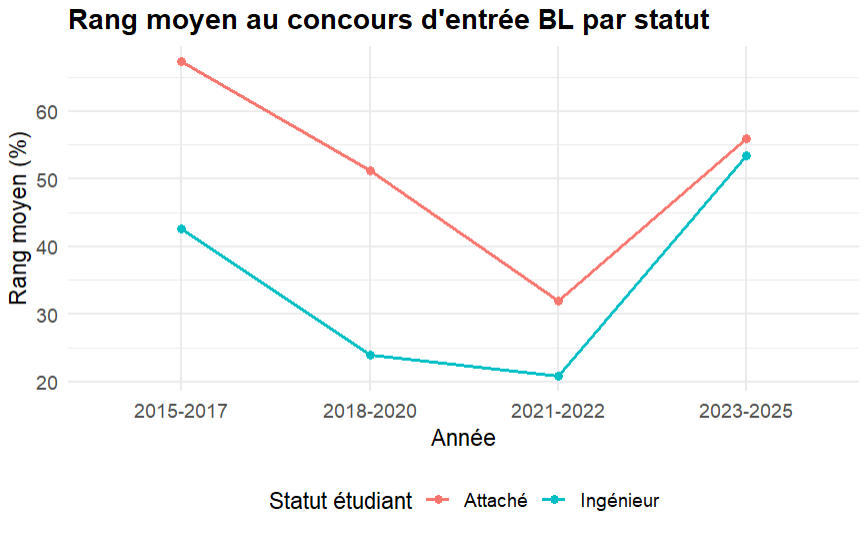 Rang moyen au concours d'entrée BL par statut
Rang moyen (%)
60
50
40
30
20
2015-2017 2018-2020 2021-2022 2023-2025
Année
Statut étudiant Attaché Ingénieur